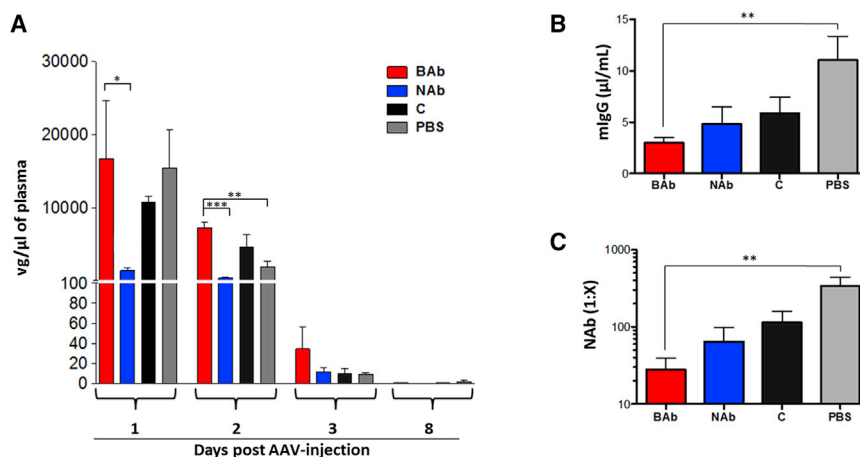 A
vg/µl of plasma
30000
20000
10000
100
80
60
40
20
0
*
**
***
BAb
NAb
C
PBS
1 2 3 8
Days post AAV-injection
B
mIgG (µl/mL)
15
10
5
0
**
BAb NAb C PBS
C
NAb (1:X)
1000
100
10
**
BAb NAb C PBS